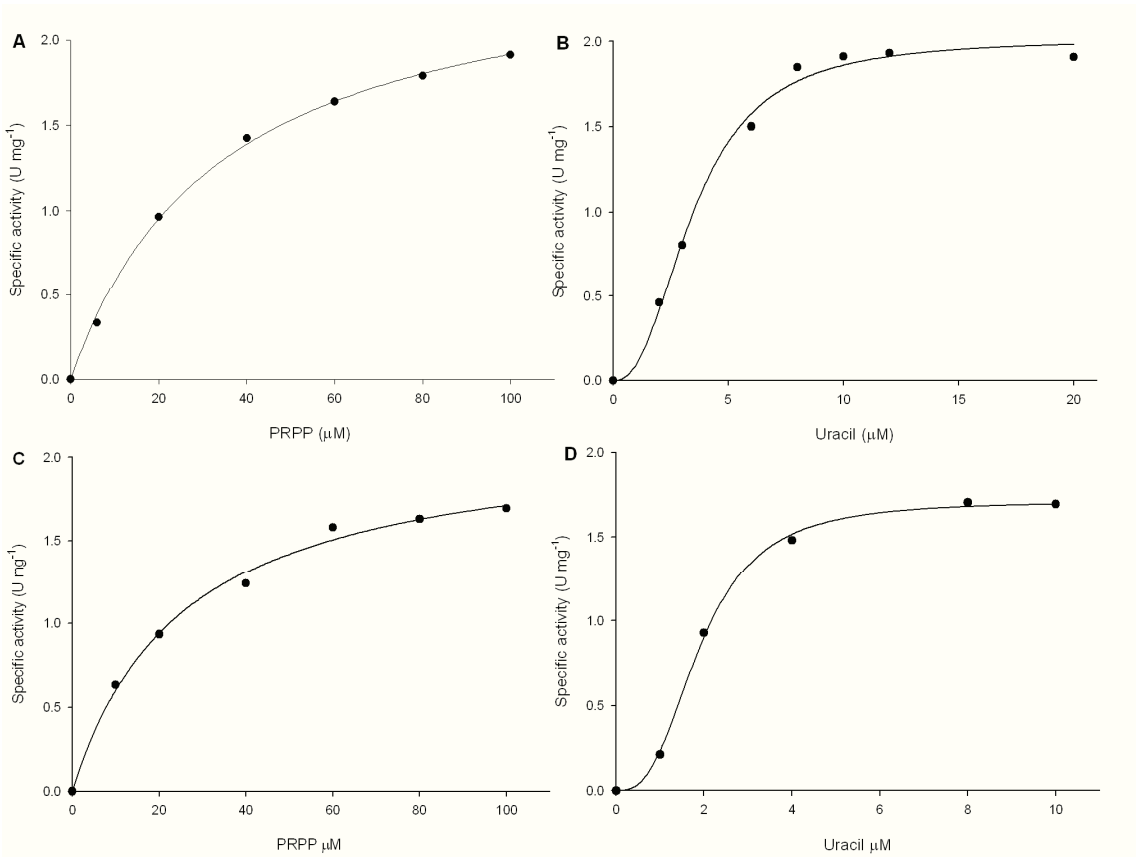 A
2.0
1.5
1.0
0.5
0.0
Specific activity (U mg-1)
0 20 40 60 80 100
PRPP (μM)
B
2.0
1.5
1.0
0.5
0.0
Specific activity (U mg-1)
0 5 10 15 20
Uracil (μM)
C
2.0
1.5
1.0
0.5
0.0
Specific activity (U ng-1)
0 20 40 60 80 100
PRPP μM
D
2.0
1.5
1.0
0.5
0.0
Specific activity (U mg-1)
0 2 4 6 8 10
Uracil μM